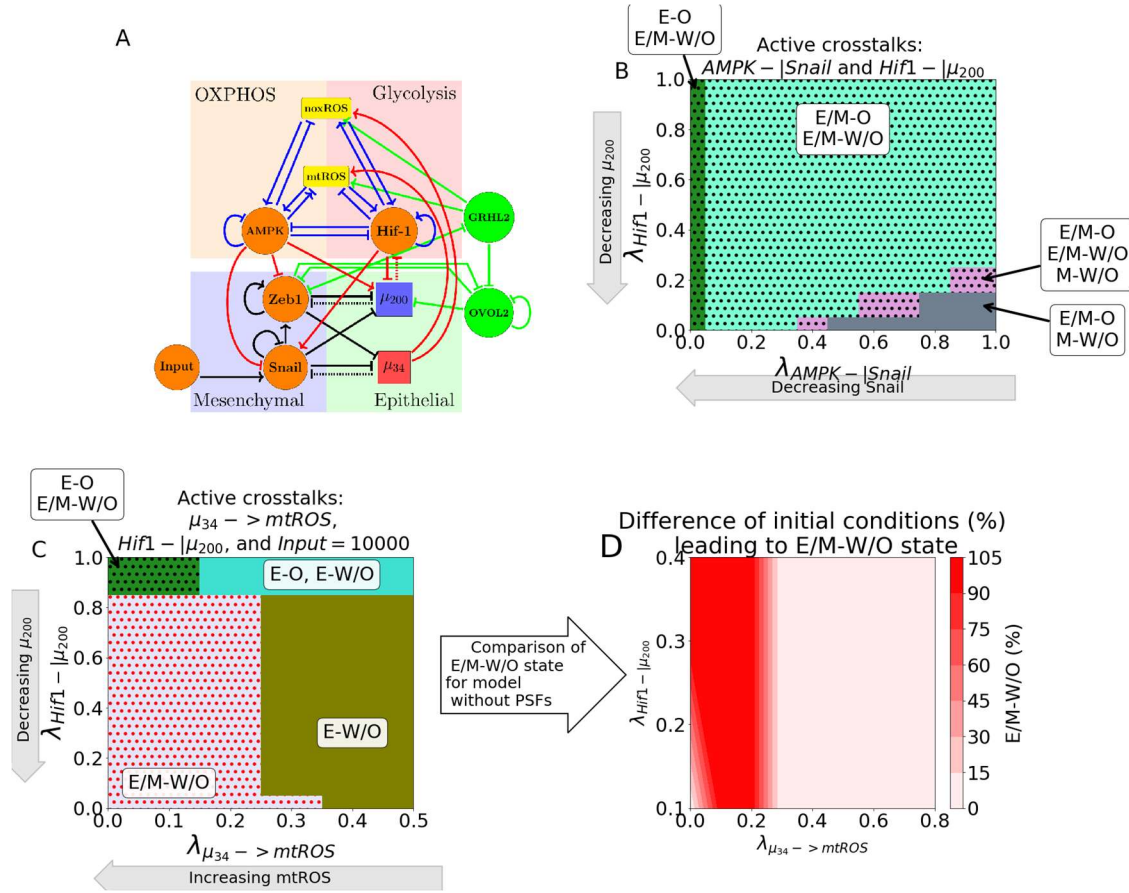 A
OXPHOS
Glycolysis
noxROS
mtROS
AMPK
Hif-1
GRHL2
Zeb1
μ200
OVOL2
Input
Snail
μ34
Mesenchymal
Epithelial
E-O
E/M-W/O
B
Active crosstalks:
AMPK−|Snail and Hif1−|μ200
Decreasing μ200
λHif1−|μ200
1.0
0.8
0.6
0.4
0.2
0.0
E/M-O
E/M-W/O
E/M-O
E/M-W/O
M-W/O
E/M-O
M-W/O
0.0 0.2 0.4 0.6 0.8 1.0
λAMPK−|Snail
Decreasing Snail
E-O
E/M-W/O
C
Active crosstalks:
μ34−>mtROS,
Hif1−|μ200, and Input=10000
Decreasing μ200
λHif1−|μ200
1.0
0.8
0.6
0.4
0.2
0.0
E-O, E-W/O
E-W/O
E/M-W/O
0.0 0.1 0.2 0.3 0.4 0.5
λμ34−>mtROS
Increasing mtROS
Comparison of
E/M-W/O state
for model
without PSFs
D
Difference of initial conditions (%)
leading to E/M-W/O state
λHif1−|μ200
0.4
0.3
0.2
0.1
0.0 0.2 0.4 0.6 0.8
λμ34−>mtROS
105
90
75
60
45
30
15
0
E/M-W/O (%)